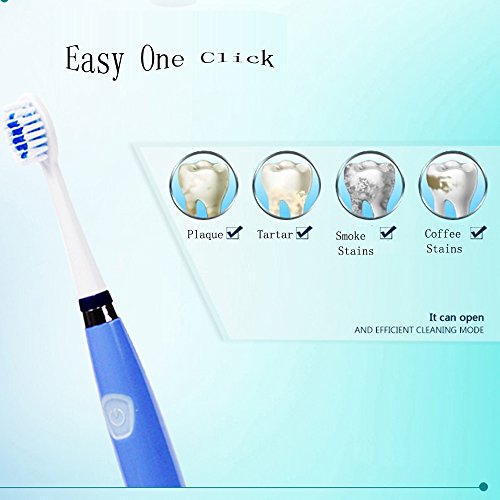 Easy One Click
Plaque
Tartar
Smoke
Stains
Coffee
Stains
It can open
AND EFFICIENT CLEANING MODE